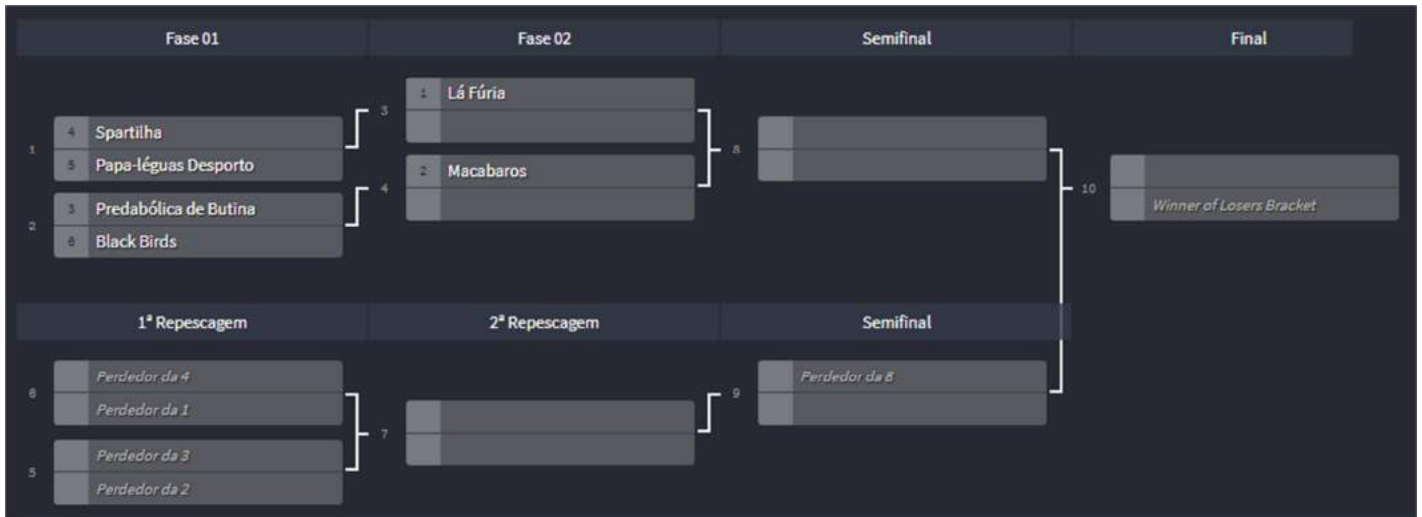 Fase 01
Fase 02
Semifinal
Final
1
4 Spartilha
5 Papa-léguas Desporto
2
3 Predabólica de Butina
6 Black Birds
3
1 Lá Fúria
4
2 Macabaros
8
10
Winner of Losers Bracket
1ª Repescagem
2ª Repescagem
Semifinal
6
Perdedor da 4
Perdedor da 1
5
Perdedor da 3
Perdedor da 2
7
9
Perdedor da 8